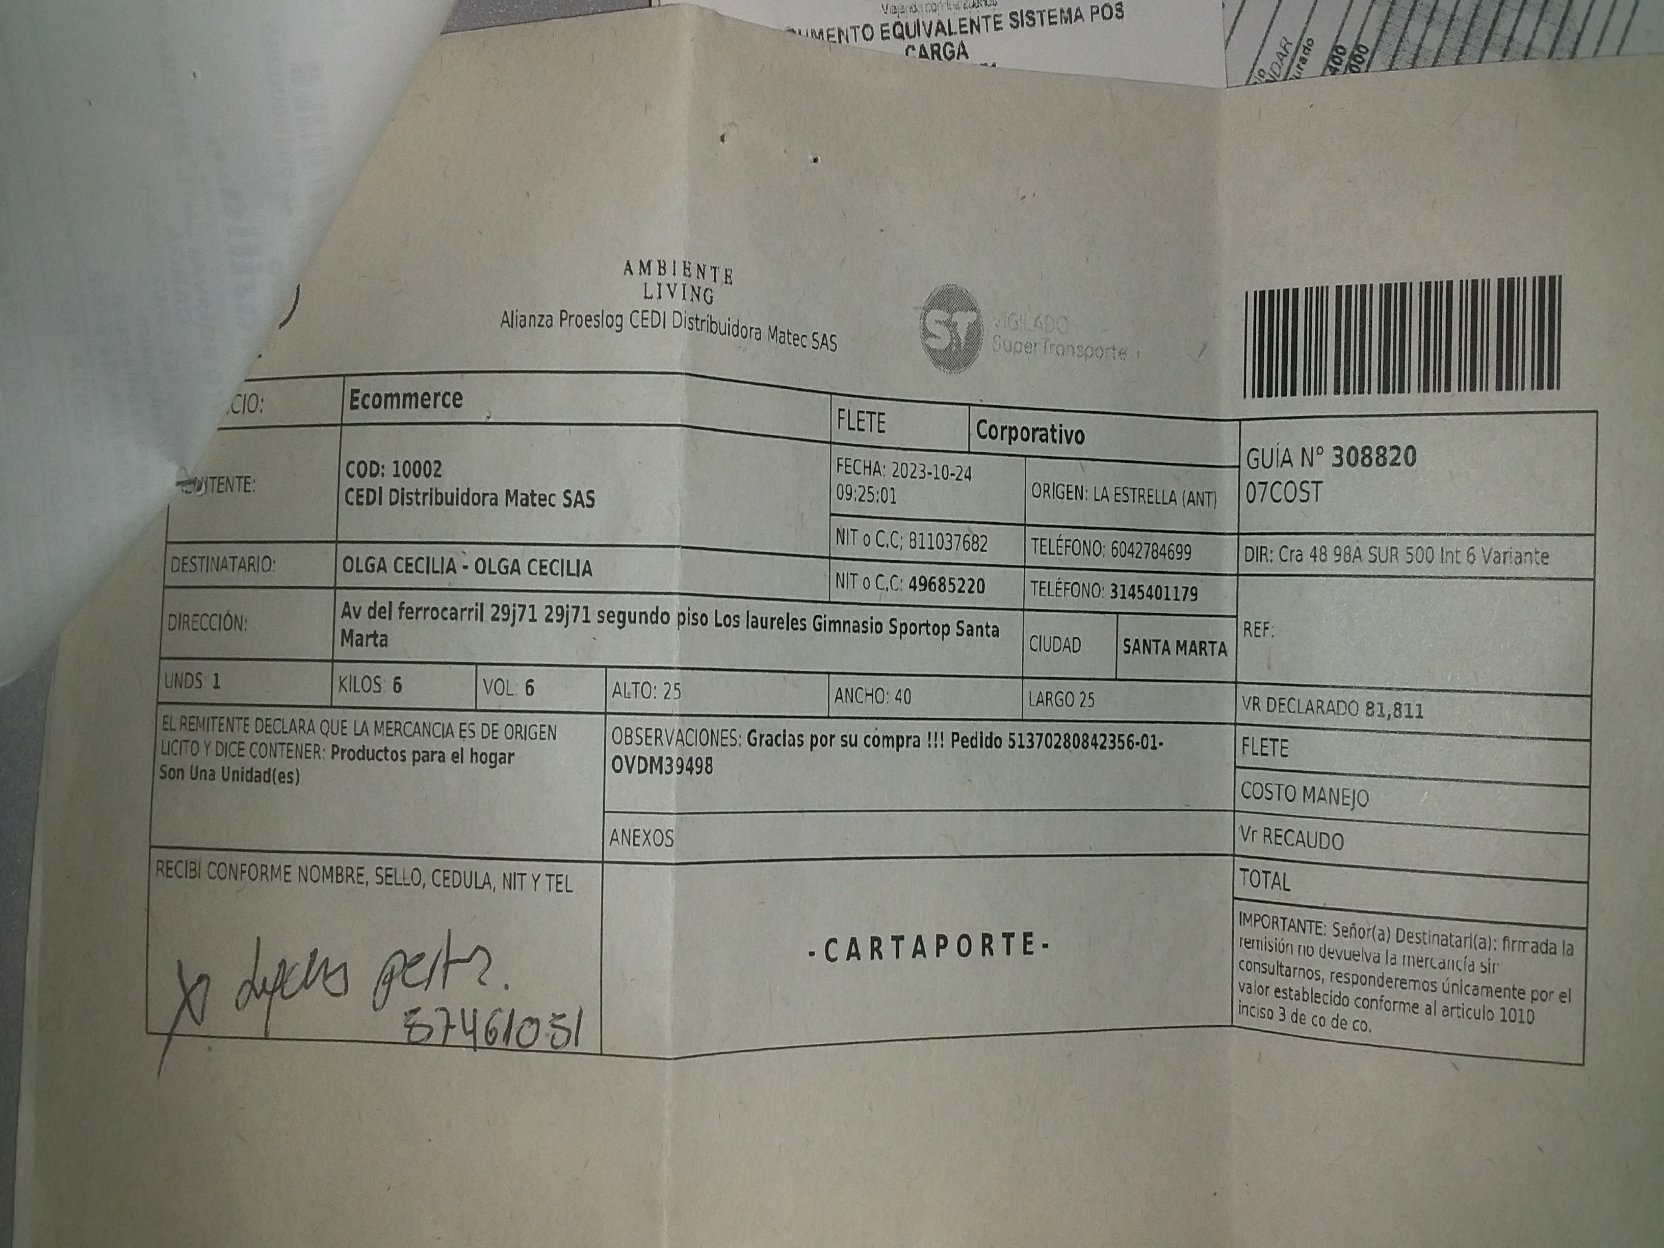 EQUIVALENTE SISTEMA POS
CARGA
AMBIENTE
LIVING
Alianza Proeslog CEDI Distribuidora Matec SAS
ST
VIGILADO
SuperTransporte
CIO:
Ecommerce
FLETE
Corporativo
GUÍA N° 308820
07COST
ITENTE:
COD: 10002
CEDI Distribuidora Matec SAS
FECHA: 2023-10-24
09:25:01
ORIGEN: LA ESTRELLA (ANT)
NIT o C.C; 811037682
TELÉFONO: 6042784699
DIR: Cra 48 98A SUR 500 Int 6 Variante
DESTINATARIO:
OLGA CECILIA - OLGA CECILIA
NIT o C,C: 49685220
TELÉFONO: 3145401179
DIRECCIÓN:
Av del ferrocarril 29j71 29j71 segundo piso Los laureles Gimnasio Sportop Santa
Marta
CIUDAD
SANTA MARTA
REF:
UNDS: 1
KILOS: 6
VOL: 6
ALTO: 25
ANCHO: 40
LARGO 25
VR DECLARADO 81,811
EL REMITENTE DECLARA QUE LA MERCANCIA ES DE ORIGEN
LICITO Y DICE CONTENER: Productos para el hogar
Son Una Unidad(es)
OBSERVACIONES: Gracias por su compra !!! Pedido 51370280842356-01-
OVDM39498
FLETE
COSTO MANEJO
ANEXOS
Vr RECAUDO
TOTAL
RECIBÍ CONFORME NOMBRE, SELLO, CEDULA, NIT Y TEL
57461051
-CARTAPORTE-
IMPORTANTE: Señor(a) Destinatari(a): firmada la
remisión no devuelva la mercancía sin
consultarnos, responderemos únicamente por el
valor establecido conforme al articulo 1010
inciso 3 de co de co.